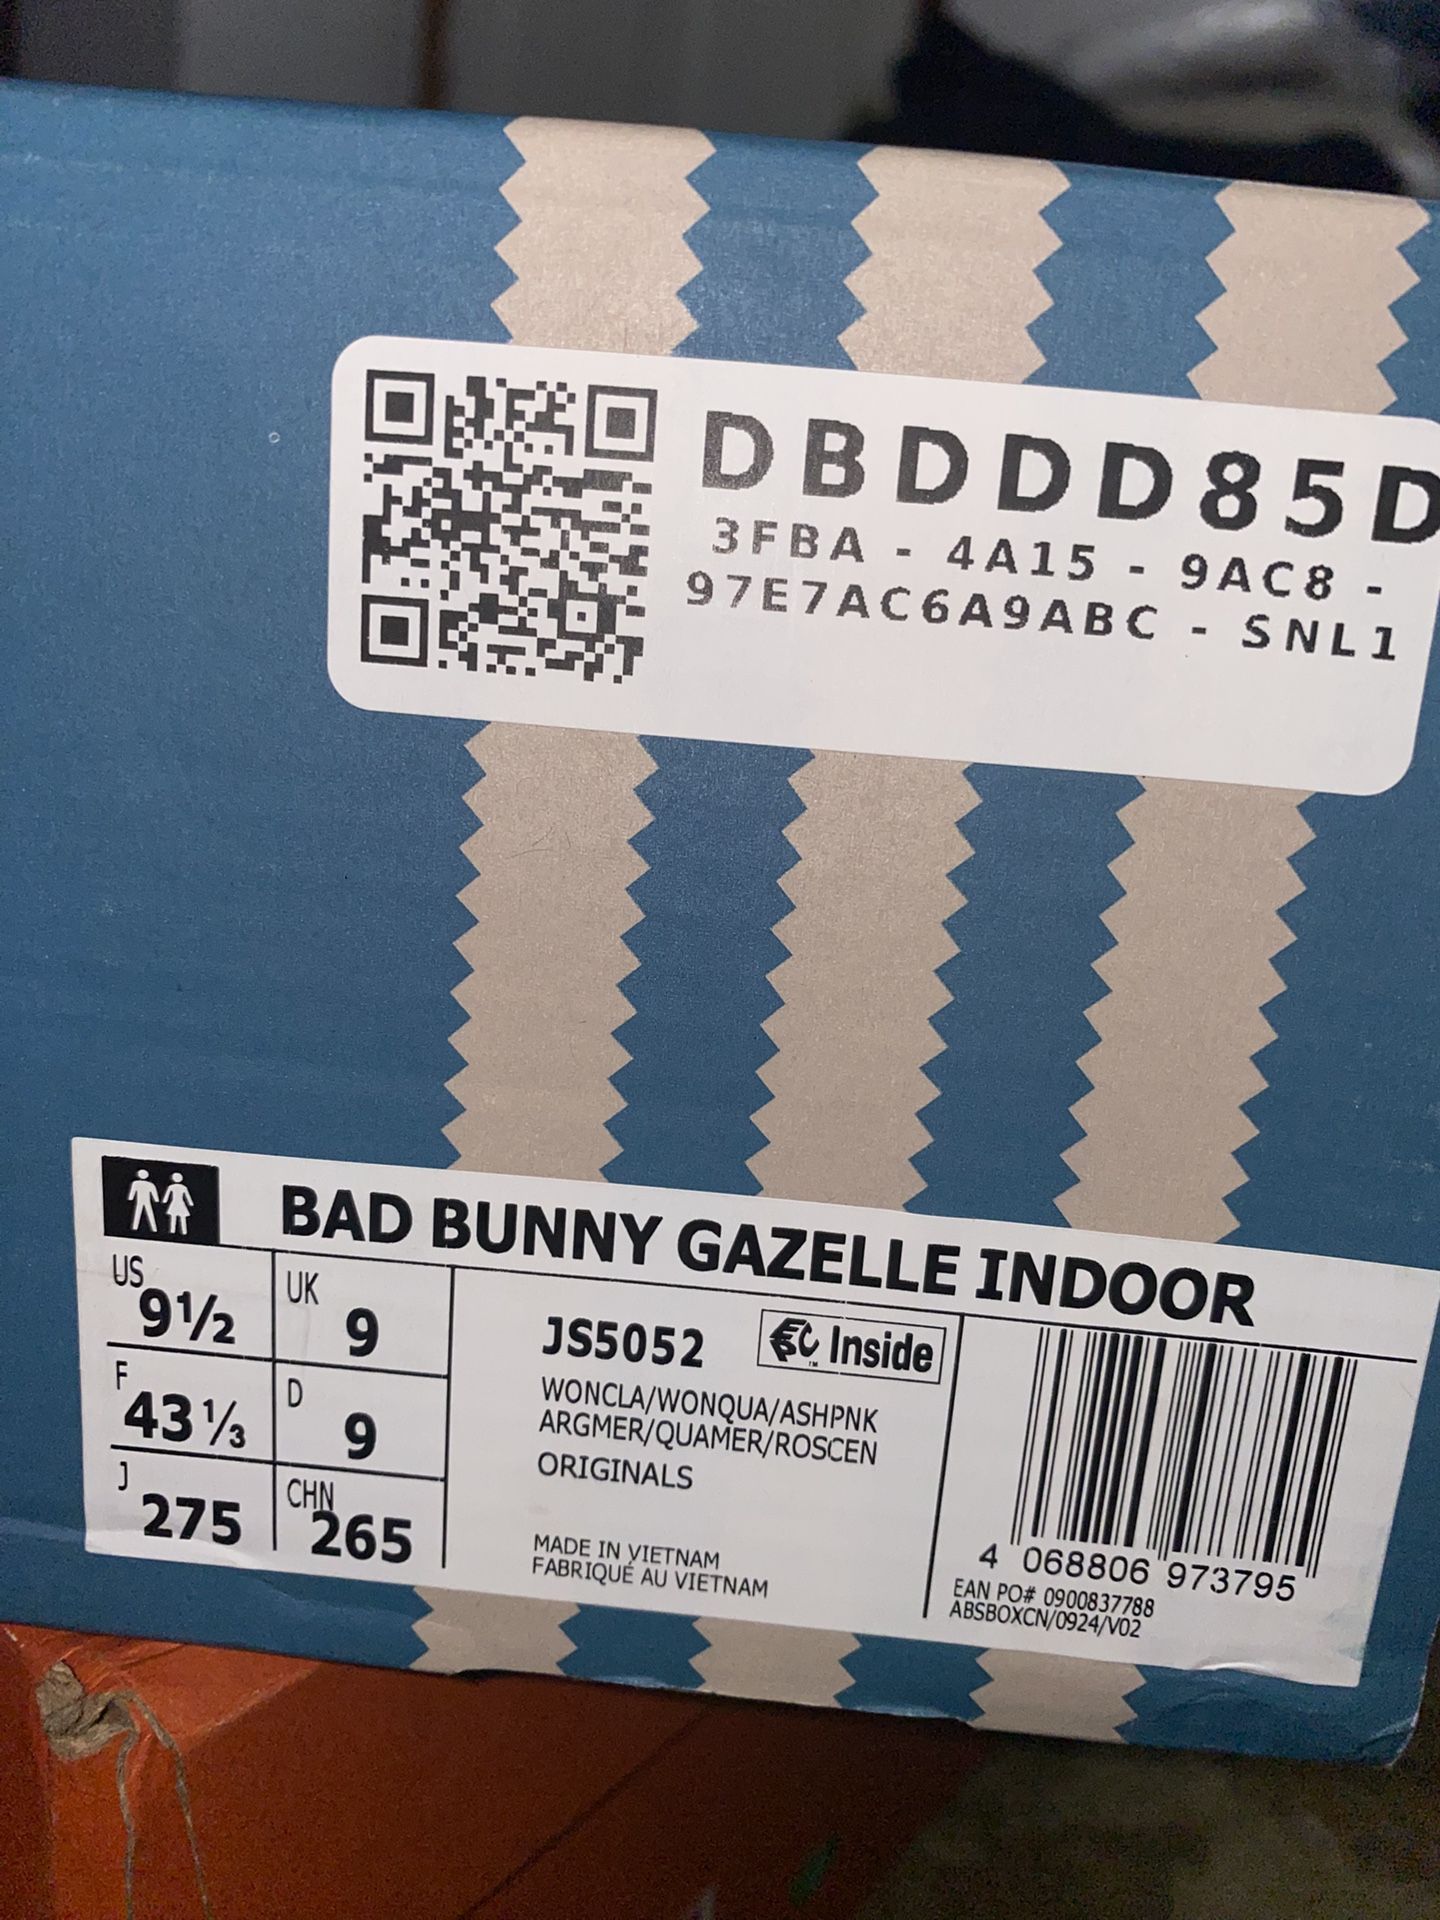 DBDDD85D
3FBA - 4A15 - 9AC8 -
97E7AC6A9ABC - SNL1
BAD BUNNY GAZELLE INDOOR
US 9½ UK 9
F 43⅓ D 9
J 275 CHN 265
JS5052 Inside
WONCLA/WONQUA/ASHPNK
ARGMER/QUAMER/ROSCEN
ORIGINALS
MADE IN VIETNAM
FABRIQUÉ AU VIETNAM
4 068806 973795
EAN PO# 0900837788
ABSBOXCN/0924/V02